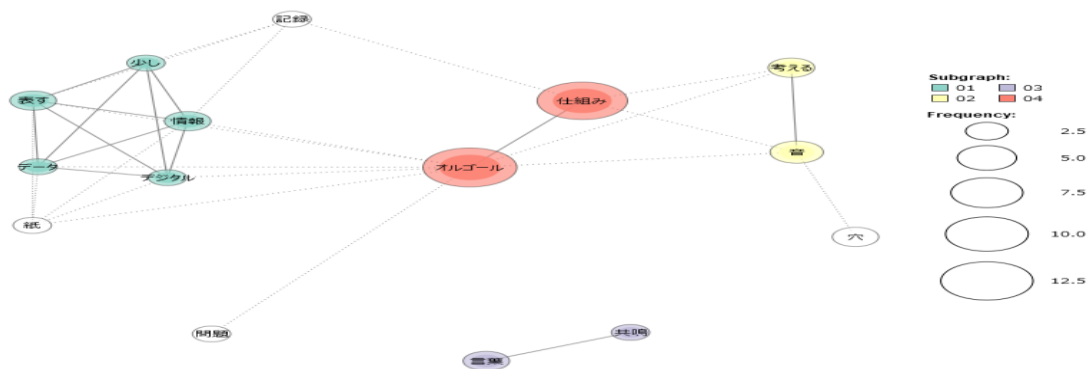 記録
少し
考える
表す
仕組み
情報
音
データ
オルゴール
デジタル
紙
穴
問題
共鳴
言葉
Subgraph:
01 03
02 04
Frequency:
2.5
5.0
7.5
10.0
12.5